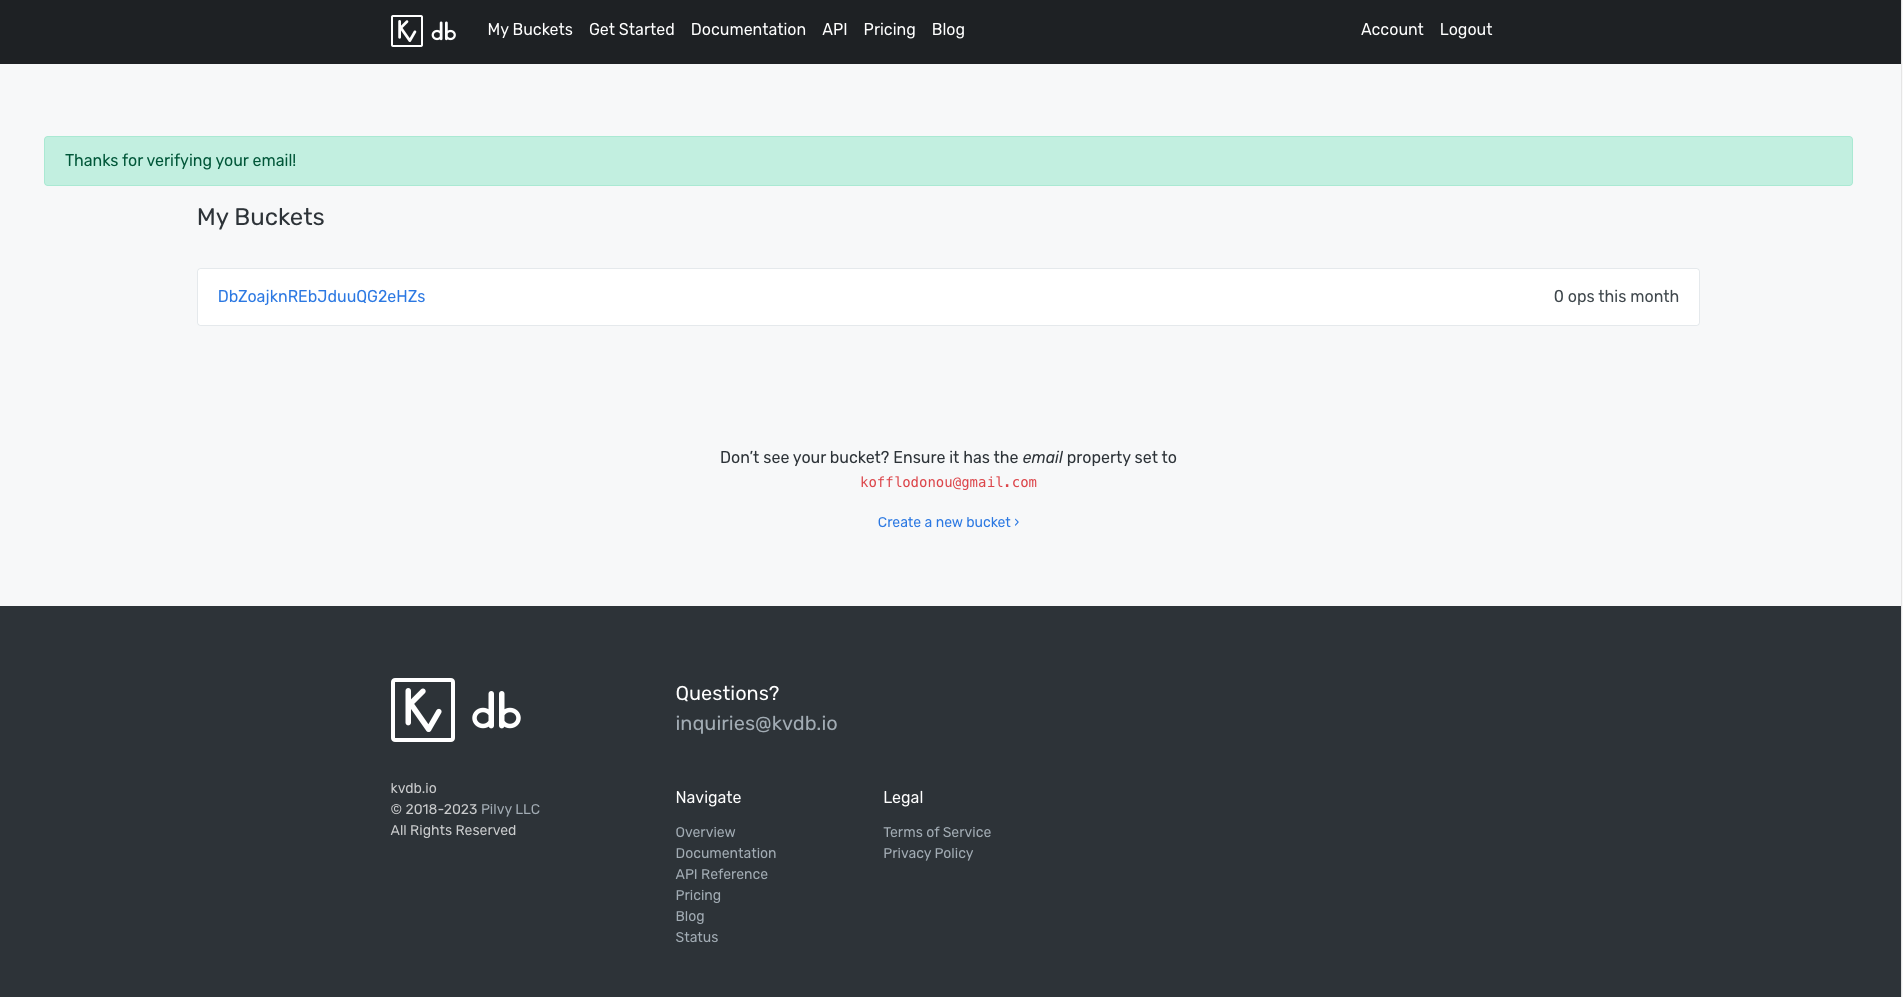 Kv db My Buckets Get Started Documentation API Pricing Blog Account Logout
Thanks for verifying your email!
My Buckets
DbZoajknREbJduuQG2eHZs 0 ops this month
Don't see your bucket? Ensure it has the email property set to
kofflodonou@gmail.com
Create a new bucket ›
Kv db
kvdb.io
© 2018-2023 Pilvy LLC
All Rights Reserved
Questions?
inquiries@kvdb.io
Navigate
Overview
Documentation
API Reference
Pricing
Blog
Status
Legal
Terms of Service
Privacy Policy